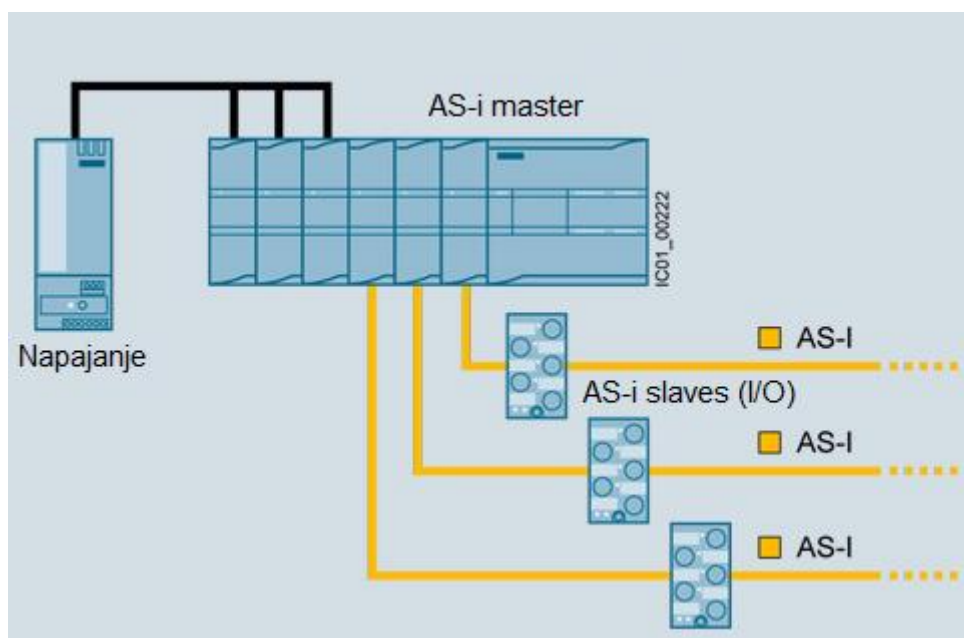 AS-i master
IC01_00222
Napajanje
AS-I
AS-i slaves (I/O)
AS-I
AS-I